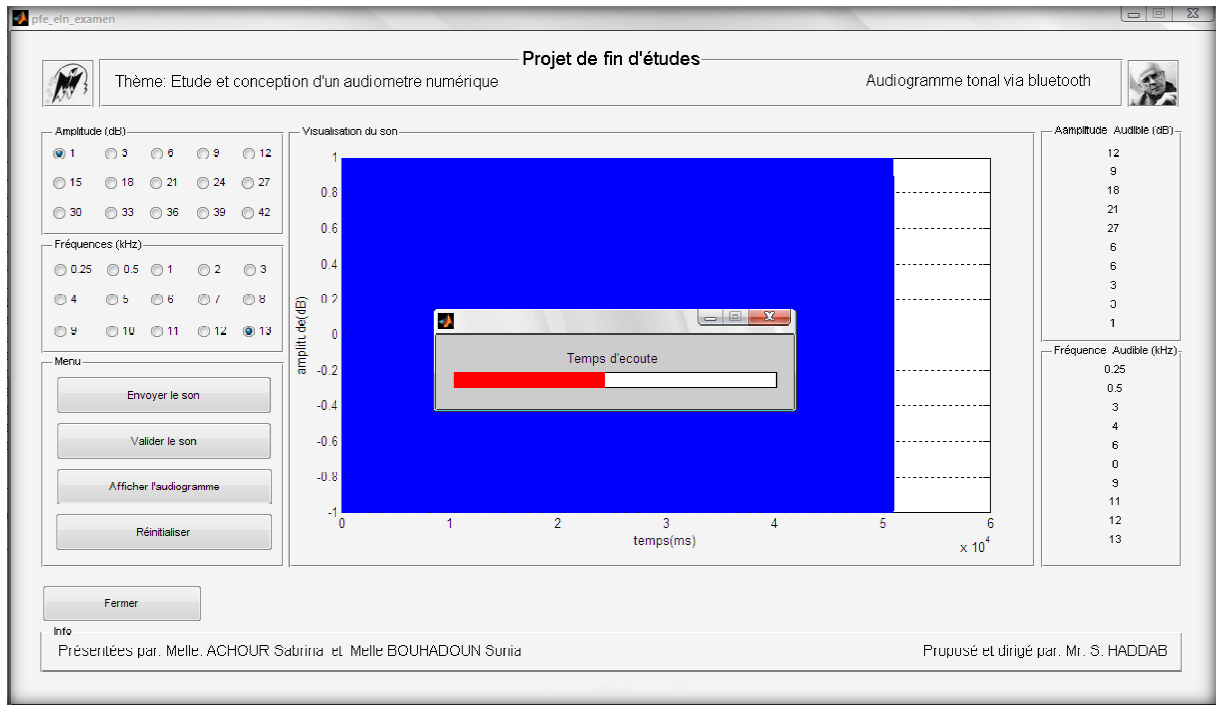 pfe_eln_examen
Projet de fin d'études
Thème: Etude et conception d'un audiometre numérique
Audiogramme tonal via bluetooth
Amplitude (dB)
1 3 6 9 12
15 18 21 24 27
30 33 36 39 42
Fréquences (kHz)
0.25 0.5 1 2 3
4 5 6 7 8
9 10 11 12 13
Menu
Envoyer le son
Valider le son
Afficher l'audiogramme
Réinitialiser
Fermer
Visualisation du son
amplitude(dB)
1
0.8
0.6
0.4
0.2
0
-0.2
-0.4
-0.6
-0.8
-1
0 1 2 3 4 5 6
temps(ms)
x 10^4
Temps d'ecoute
Aamplitude Audible (dB)
12
9
18
21
27
6
6
3
1
Fréquence Audible (kHz)
0.25
0.5
3
4
6
9
11
12
13
Info
Présentées par. Melle. ACHOUR Sabrina et Melle BOUHADOUN Sonia
Proposé et dirigé par. Mr. S. HADDAB